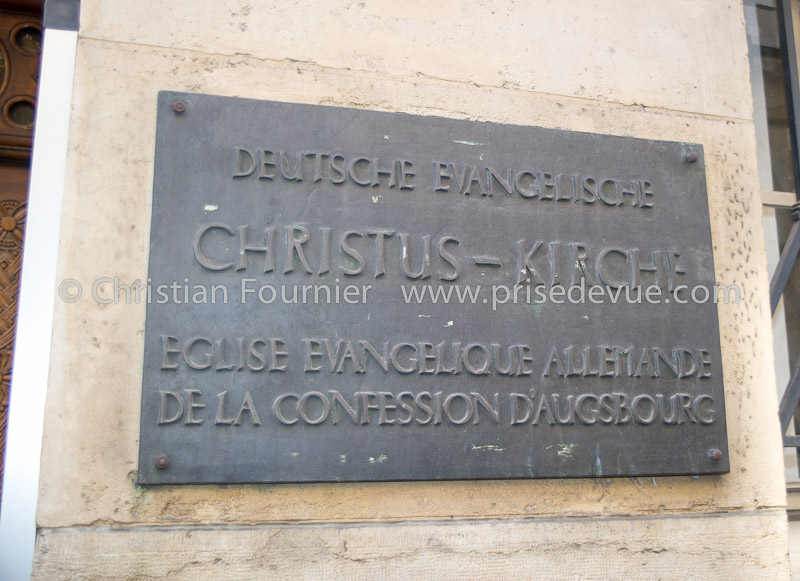 DEUTSCHE EVANGELISCHE
CHRISTUS – KIRCHE
© Christian Fournier www.prisedevue.com
EGLISE EVANGELIQUE ALLEMANDE
DE LA CONFESSION D'AUGSBOURG